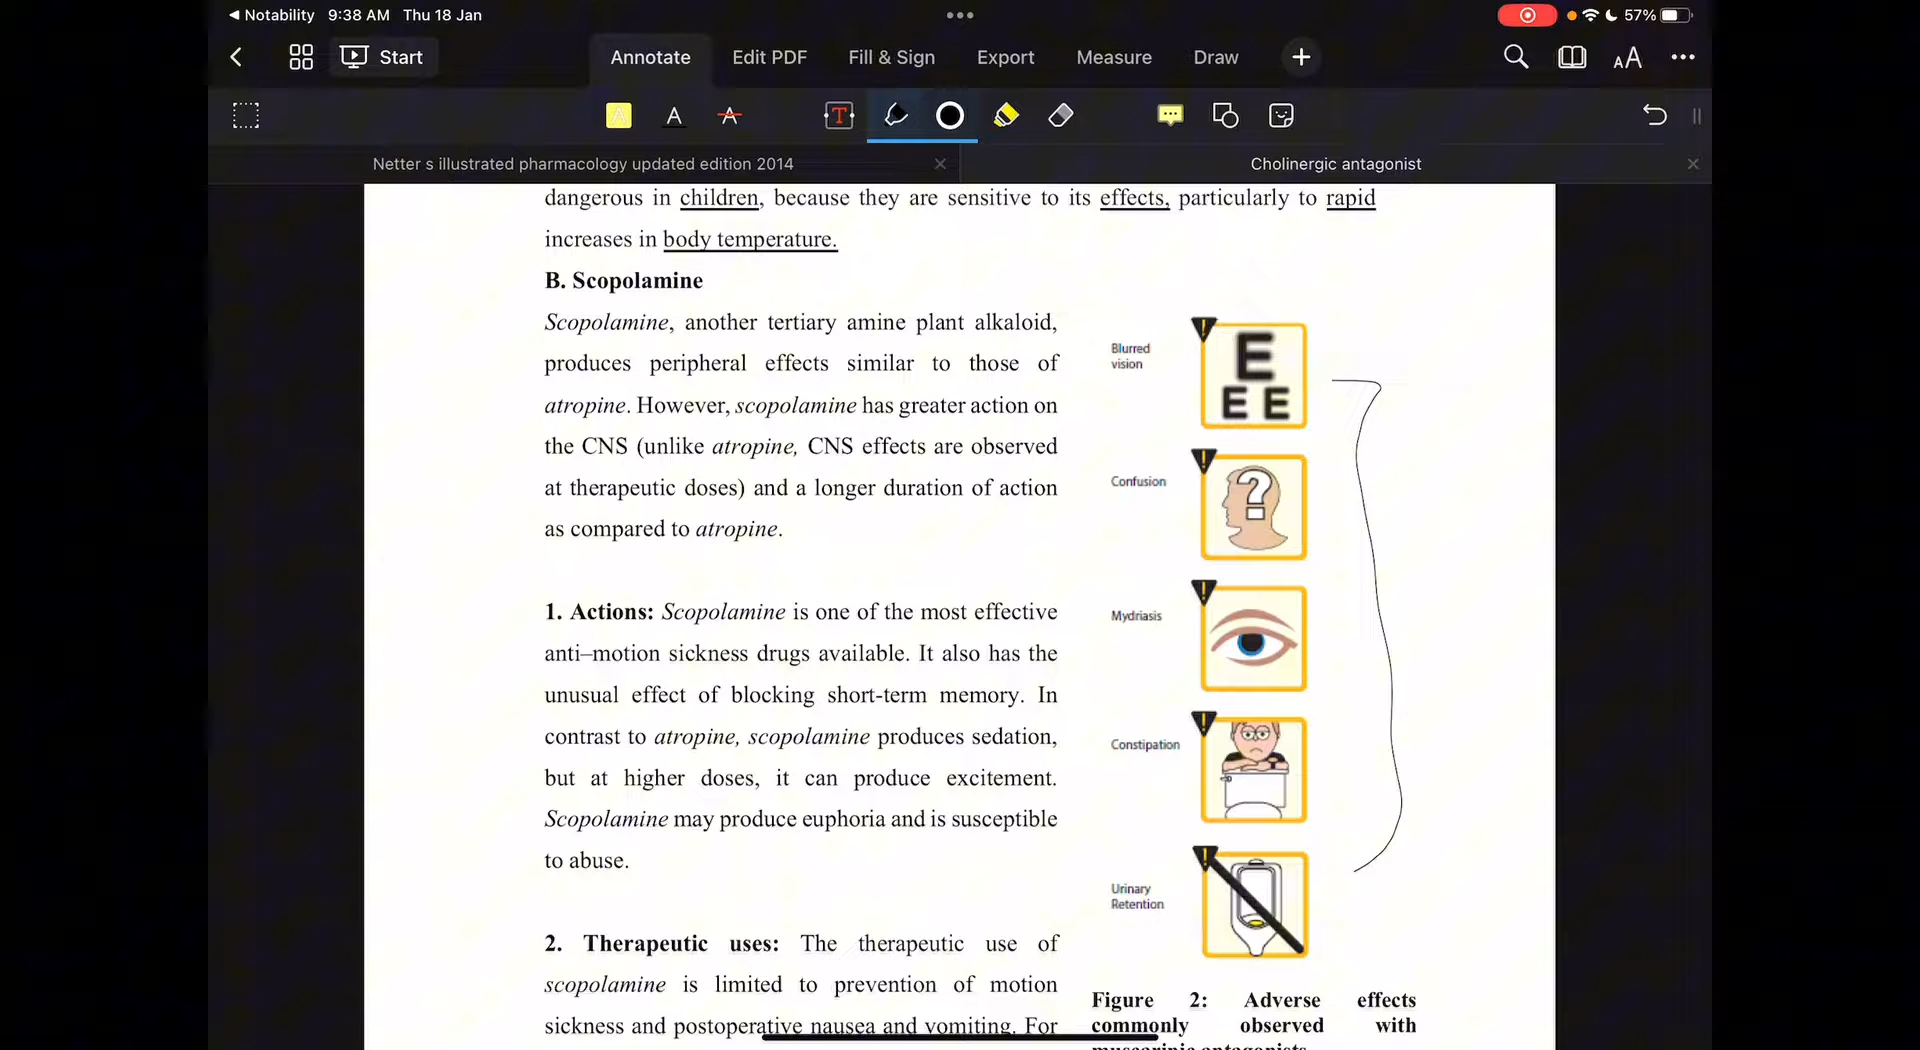 Notability 9:38 AM Thu 18 Jan
57%
Start
Annotate Edit PDF Fill & Sign Export Measure Draw
AA
A A A T
Netter s illustrated pharmacology updated edition 2014
Cholinergic antagonist
dangerous in children, because they are sensitive to its effects, particularly to rapid
increases in body temperature.
B. Scopolamine
Scopolamine, another tertiary amine plant alkaloid,
produces peripheral effects similar to those of
atropine. However, scopolamine has greater action on
the CNS (unlike atropine, CNS effects are observed
at therapeutic doses) and a longer duration of action
as compared to atropine.
1. Actions: Scopolamine is one of the most effective
anti–motion sickness drugs available. It also has the
unusual effect of blocking short-term memory. In
contrast to atropine, scopolamine produces sedation,
but at higher doses, it can produce excitement.
Scopolamine may produce euphoria and is susceptible
to abuse.
2. Therapeutic uses: The therapeutic use of
scopolamine is limited to prevention of motion
sickness and postoperative nausea and vomiting. For
Blurred
vision
E
E E
Confusion
?
Mydriasis
Constipation
Urinary
Retention
Figure 2: Adverse effects
commonly observed with
muscarinic antagonists